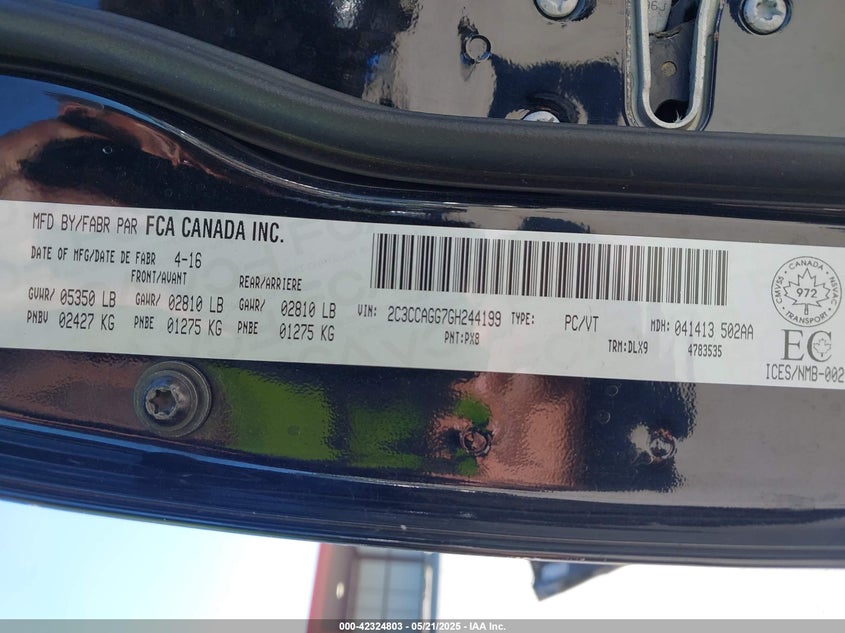 MFD BY/FABR PAR FCA CANADA INC.
DATE OF MFG/DATE DE FABR 4-16
FRONT/AVANT REAR/ARRIERE
GVWR/ 05350 LB GAWR/ 02810 LB GAWR/ 02810 LB
PNBV 02427 KG PNBE 01275 KG PNBE 01275 KG
VIN: 2C3CCAGG7GH244199 TYPE: PC/VT MDH: 041413 502AA
PNT:PX8 TRM:DLX9 4783535
CANADA
CMVSS NSVAC
972
EC
ICES/NMB-002
000-42324803 — 05/21/2025 — IAA Inc.